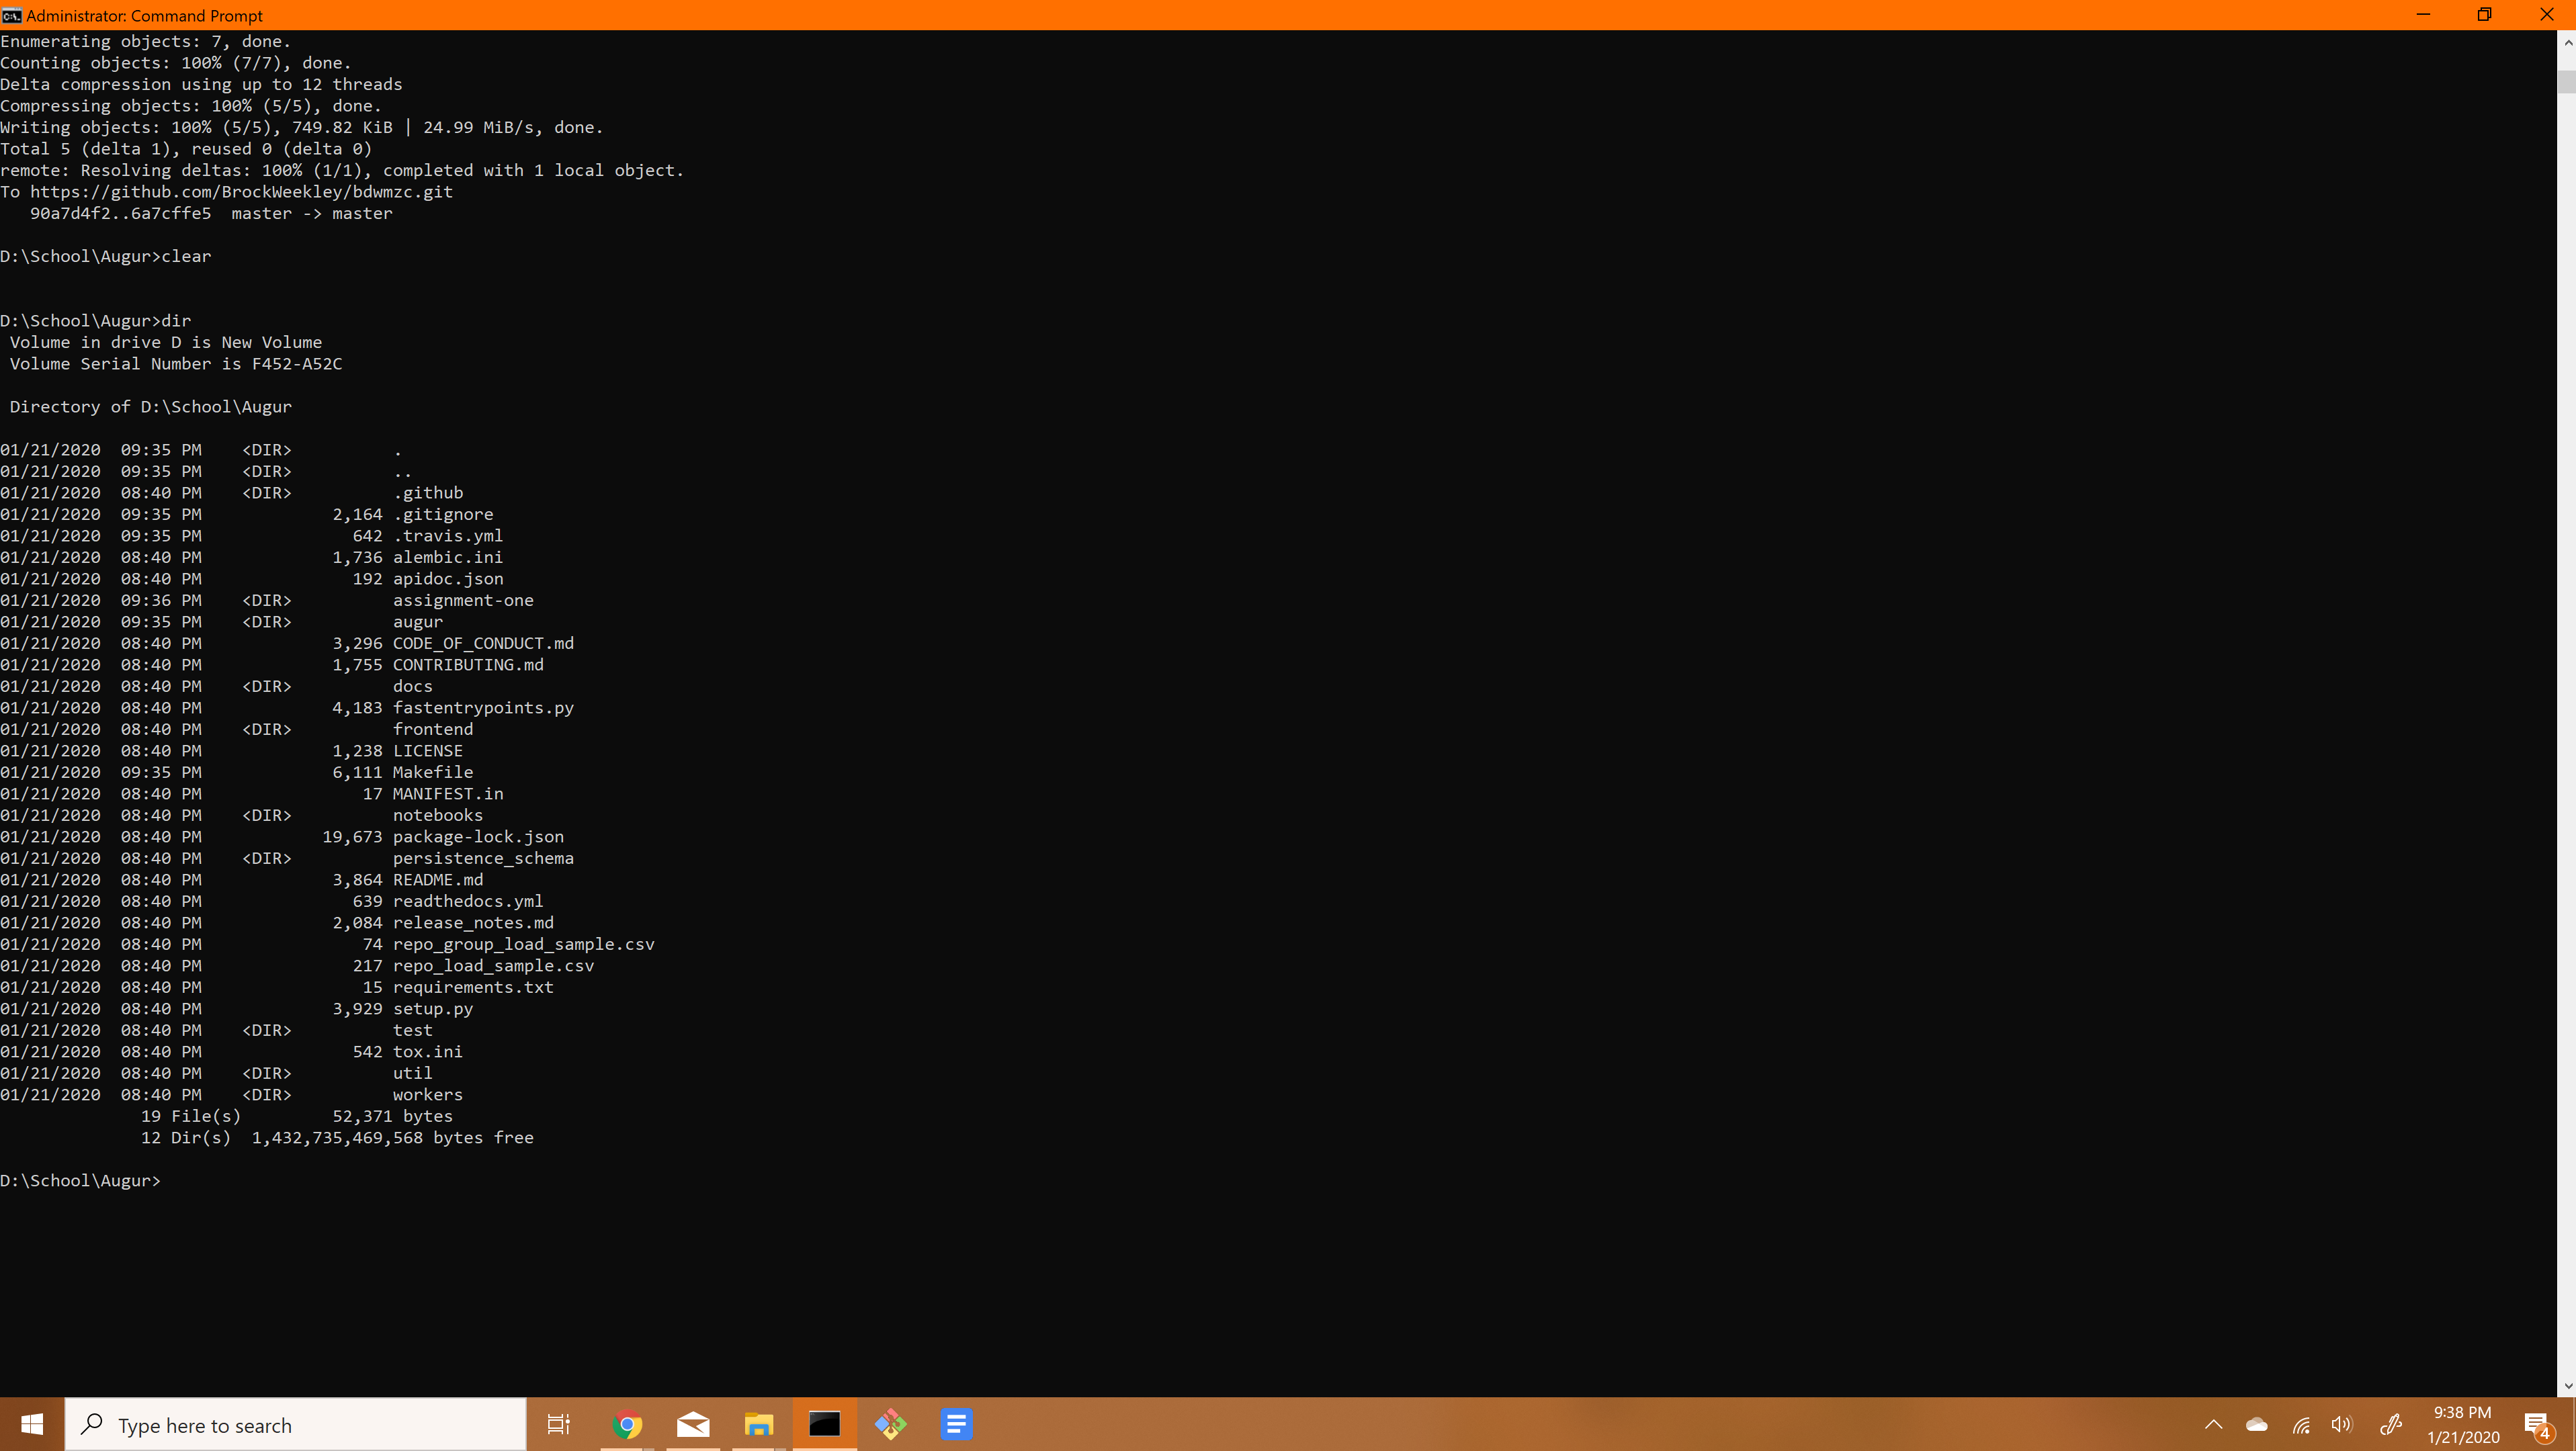 Administrator: Command Prompt
Enumerating objects: 7, done.
Counting objects: 100% (7/7), done.
Delta compression using up to 12 threads
Compressing objects: 100% (5/5), done.
Writing objects: 100% (5/5), 749.82 KiB | 24.99 MiB/s, done.
Total 5 (delta 1), reused 0 (delta 0)
remote: Resolving deltas: 100% (1/1), completed with 1 local object.
To https://github.com/BrockWeekley/bdwmzc.git
   90a7d4f2..6a7cffe5  master -> master
D:\School\Augur>clear
D:\School\Augur>dir
 Volume in drive D is New Volume
 Volume Serial Number is F452-A52C
 Directory of D:\School\Augur
01/21/2020  09:35 PM    <DIR>          .
01/21/2020  09:35 PM    <DIR>          ..
01/21/2020  08:40 PM    <DIR>          .github
01/21/2020  09:35 PM             2,164 .gitignore
01/21/2020  09:35 PM               642 .travis.yml
01/21/2020  08:40 PM             1,736 alembic.ini
01/21/2020  08:40 PM               192 apidoc.json
01/21/2020  09:36 PM    <DIR>          assignment-one
01/21/2020  09:35 PM    <DIR>          augur
01/21/2020  08:40 PM             3,296 CODE_OF_CONDUCT.md
01/21/2020  08:40 PM             1,755 CONTRIBUTING.md
01/21/2020  08:40 PM    <DIR>          docs
01/21/2020  08:40 PM             4,183 fastentrypoints.py
01/21/2020  08:40 PM    <DIR>          frontend
01/21/2020  08:40 PM             1,238 LICENSE
01/21/2020  09:35 PM             6,111 Makefile
01/21/2020  08:40 PM                17 MANIFEST.in
01/21/2020  08:40 PM    <DIR>          notebooks
01/21/2020  08:40 PM            19,673 package-lock.json
01/21/2020  08:40 PM    <DIR>          persistence_schema
01/21/2020  08:40 PM             3,864 README.md
01/21/2020  08:40 PM               639 readthedocs.yml
01/21/2020  08:40 PM             2,084 release_notes.md
01/21/2020  08:40 PM                74 repo_group_load_sample.csv
01/21/2020  08:40 PM               217 repo_load_sample.csv
01/21/2020  08:40 PM                15 requirements.txt
01/21/2020  08:40 PM             3,929 setup.py
01/21/2020  08:40 PM    <DIR>          test
01/21/2020  08:40 PM               542 tox.ini
01/21/2020  08:40 PM    <DIR>          util
01/21/2020  08:40 PM    <DIR>          workers
              19 File(s)         52,371 bytes
              12 Dir(s)  1,432,735,469,568 bytes free
D:\School\Augur>
Type here to search
9:38 PM
1/21/2020
4